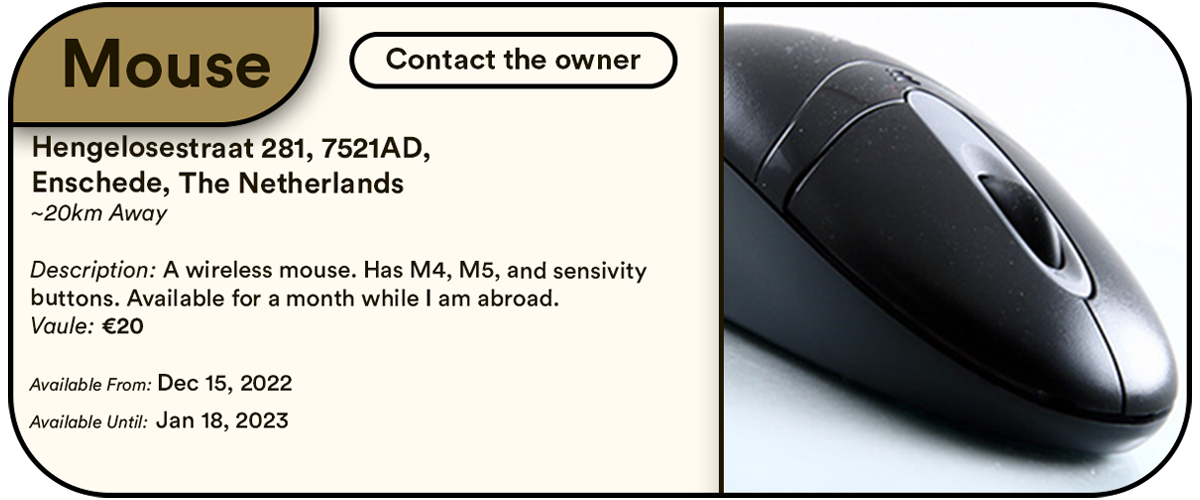 Mouse
Contact the owner
Hengelosestraat 281, 7521AD,
Enschede, The Netherlands
~20km Away
Description: A wireless mouse. Has M4, M5, and sensivity
buttons. Available for a month while I am abroad.
Vaule: €20
Available From: Dec 15, 2022
Available Until: Jan 18, 2023